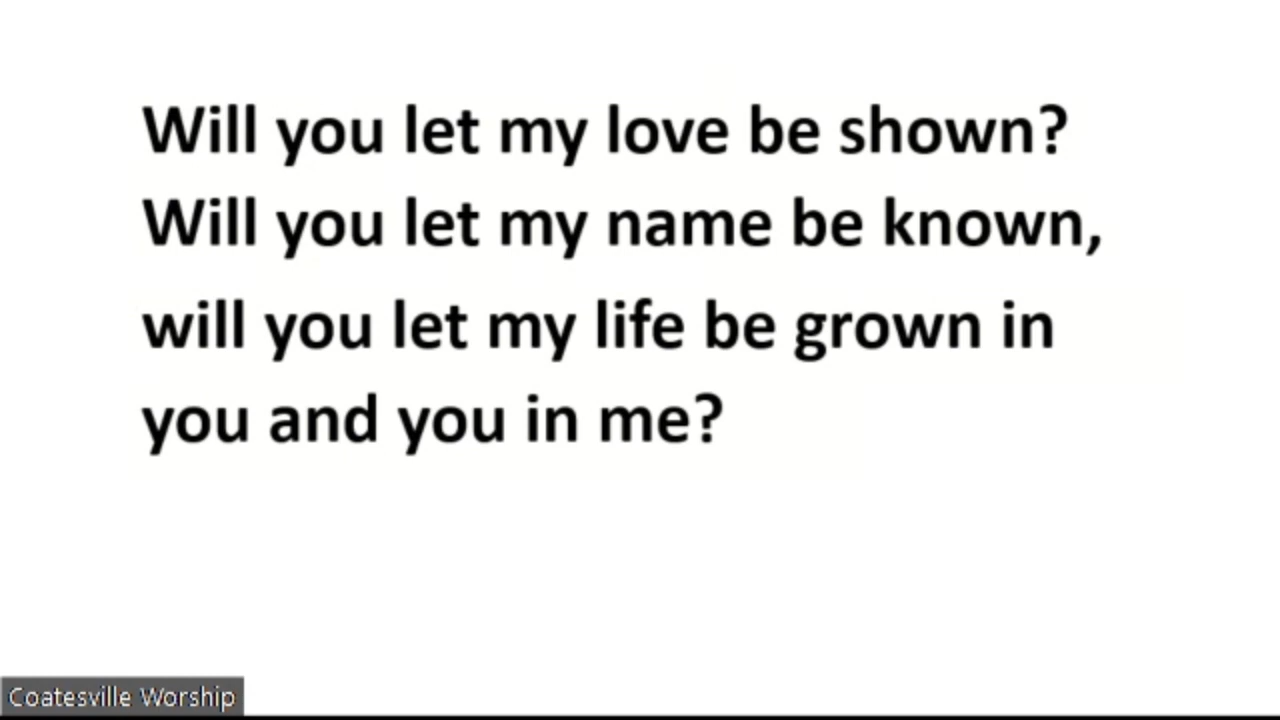 Will you let my love be shown?
Will you let my name be known,
will you let my life be grown in
you and you in me?
Coatesville Worship